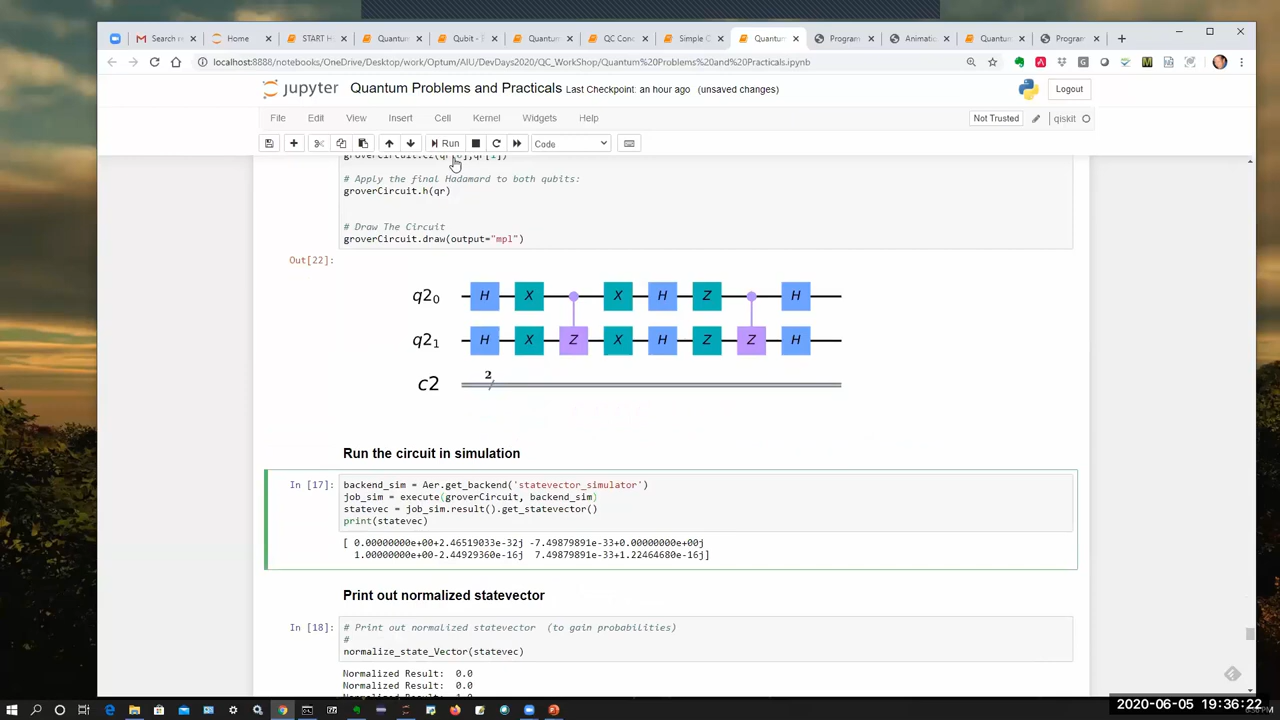 Search re
Home
START H
Quantum
Qubit - F
Quantum
QC Conc
Simple C
Quantum
Program
Animatic
Quantum
Program
localhost:8888/notebooks/OneDrive/Desktop/work/Optum/AIU/DevDays2020/QC_WorkShop/Quantum%20Problems%20and%20Practicals.ipynb
jupyter Quantum Problems and Practicals Last Checkpoint: an hour ago (unsaved changes) Logout
File Edit View Insert Cell Kernel Widgets Help Not Trusted qiskit
Run Code
# Apply the final Hadamard to both qubits:
groverCircuit.h(qr)
# Draw The Circuit
groverCircuit.draw(output="mpl")
Out[22]:
q2₀ H X X H Z H
q2₁ H X Z X H Z Z H
2
c2
Run the circuit in simulation
In [17]: backend_sim = Aer.get_backend('statevector_simulator')
job_sim = execute(groverCircuit, backend_sim)
statevec = job_sim.result().get_statevector()
print(statevec)
[ 0.00000000e+00+2.46519033e-32j -7.49879891e-33+0.00000000e+00j
1.00000000e+00-2.44929360e-16j 7.49879891e-33+1.22464680e-16j]
Print out normalized statevector
In [18]: # Print out normalized statevector (to gain probabilities)
#
normalize_state_Vector(statevec)
Normalized Result: 0.0
Normalized Result: 0.0
2020-06-05 19:36:22